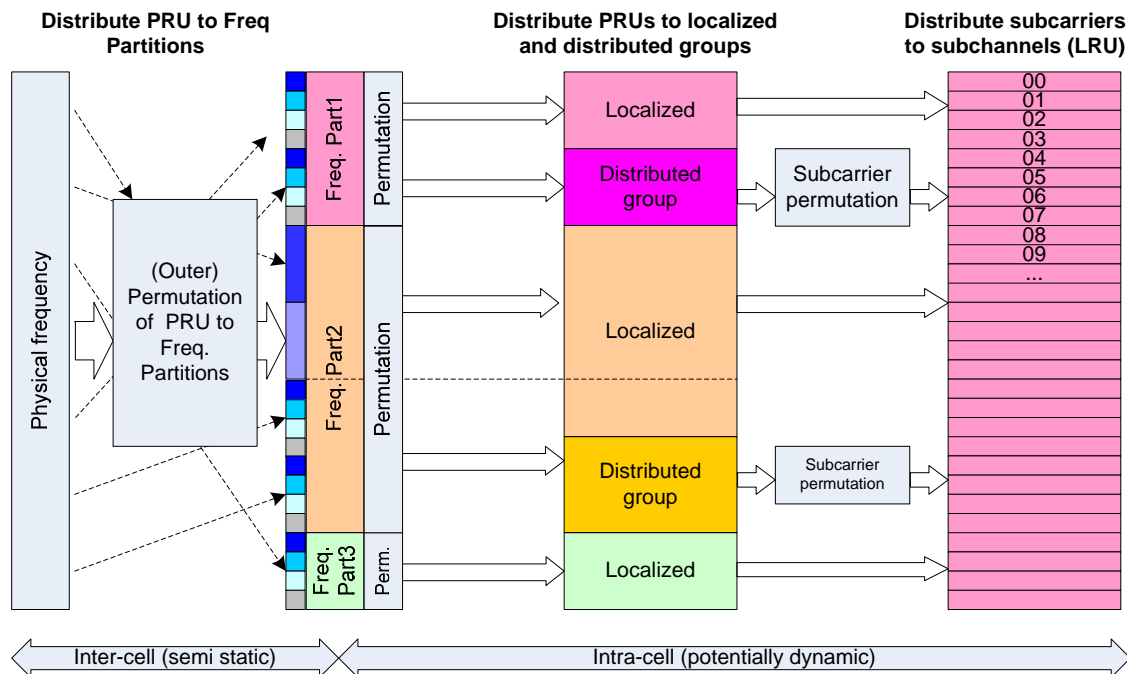 Distribute PRU to Freq
Partitions
Distribute PRUs to localized
and distributed groups
Distribute subcarriers
to subchannels (LRU)
Physical frequency
(Outer)
Permutation
of PRU to
Freq.
Partitions
Freq. Part1
Permutation
Freq. Part2
Permutation
Freq.
Part3
Perm.
Localized
Distributed
group
Localized
Distributed
group
Localized
Subcarrier
permutation
Subcarrier
permutation
00
01
02
03
04
05
06
07
08
09
...
Inter-cell (semi static)
Intra-cell (potentially dynamic)